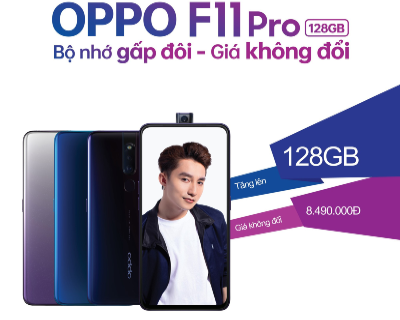 OPPO F11 Pro 128GB
Bộ nhớ gấp đôi - Giá không đổi
128GB
Tăng lên
8.490.000Đ
Giá không đổi
oppo